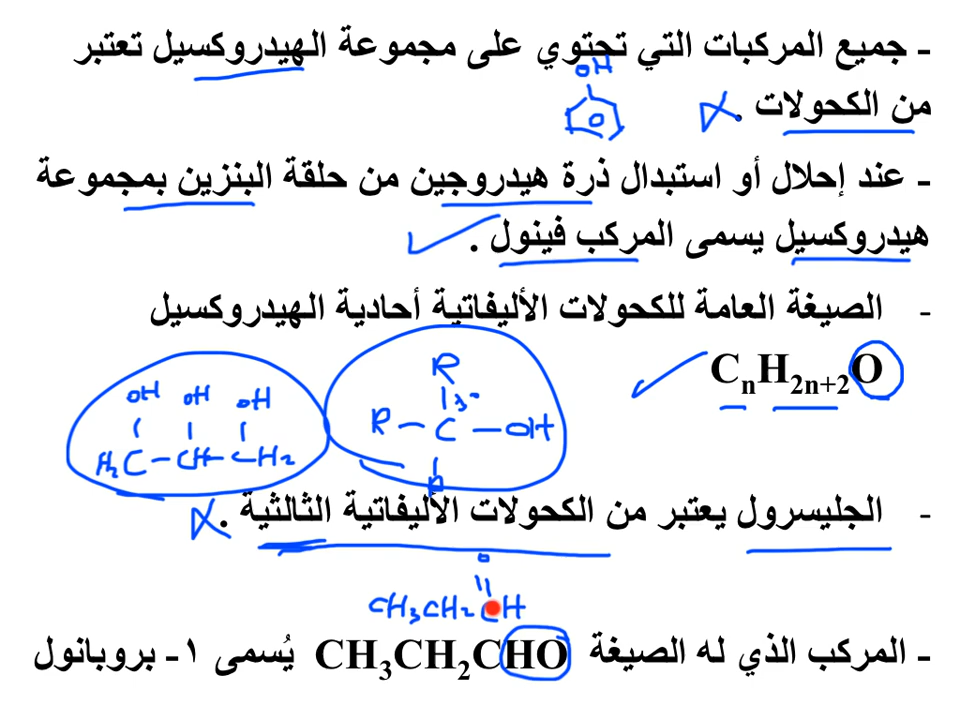 - جميع المركبات التي تحتوي على مجموعة الهيدروكسيل تعتبر
OH
من الكحولات .
- عند إحلال أو استبدال ذرة هيدروجين من حلقة البنزين بمجموعة
هيدروكسيل يسمى المركب فينول .
- الصيغة العامة للكحولات الأليفاتية أحادية الهيدروكسيل
CnH2n+2O
R
OH OH OH
R - C - OH
H2C - CH - CH2
- الجليسرول يعتبر من الكحولات الأليفاتية الثالثية .
O
CH3CH2CH
- المركب الذي له الصيغة CH3CH2CHO يُسمى ١- بروبانول